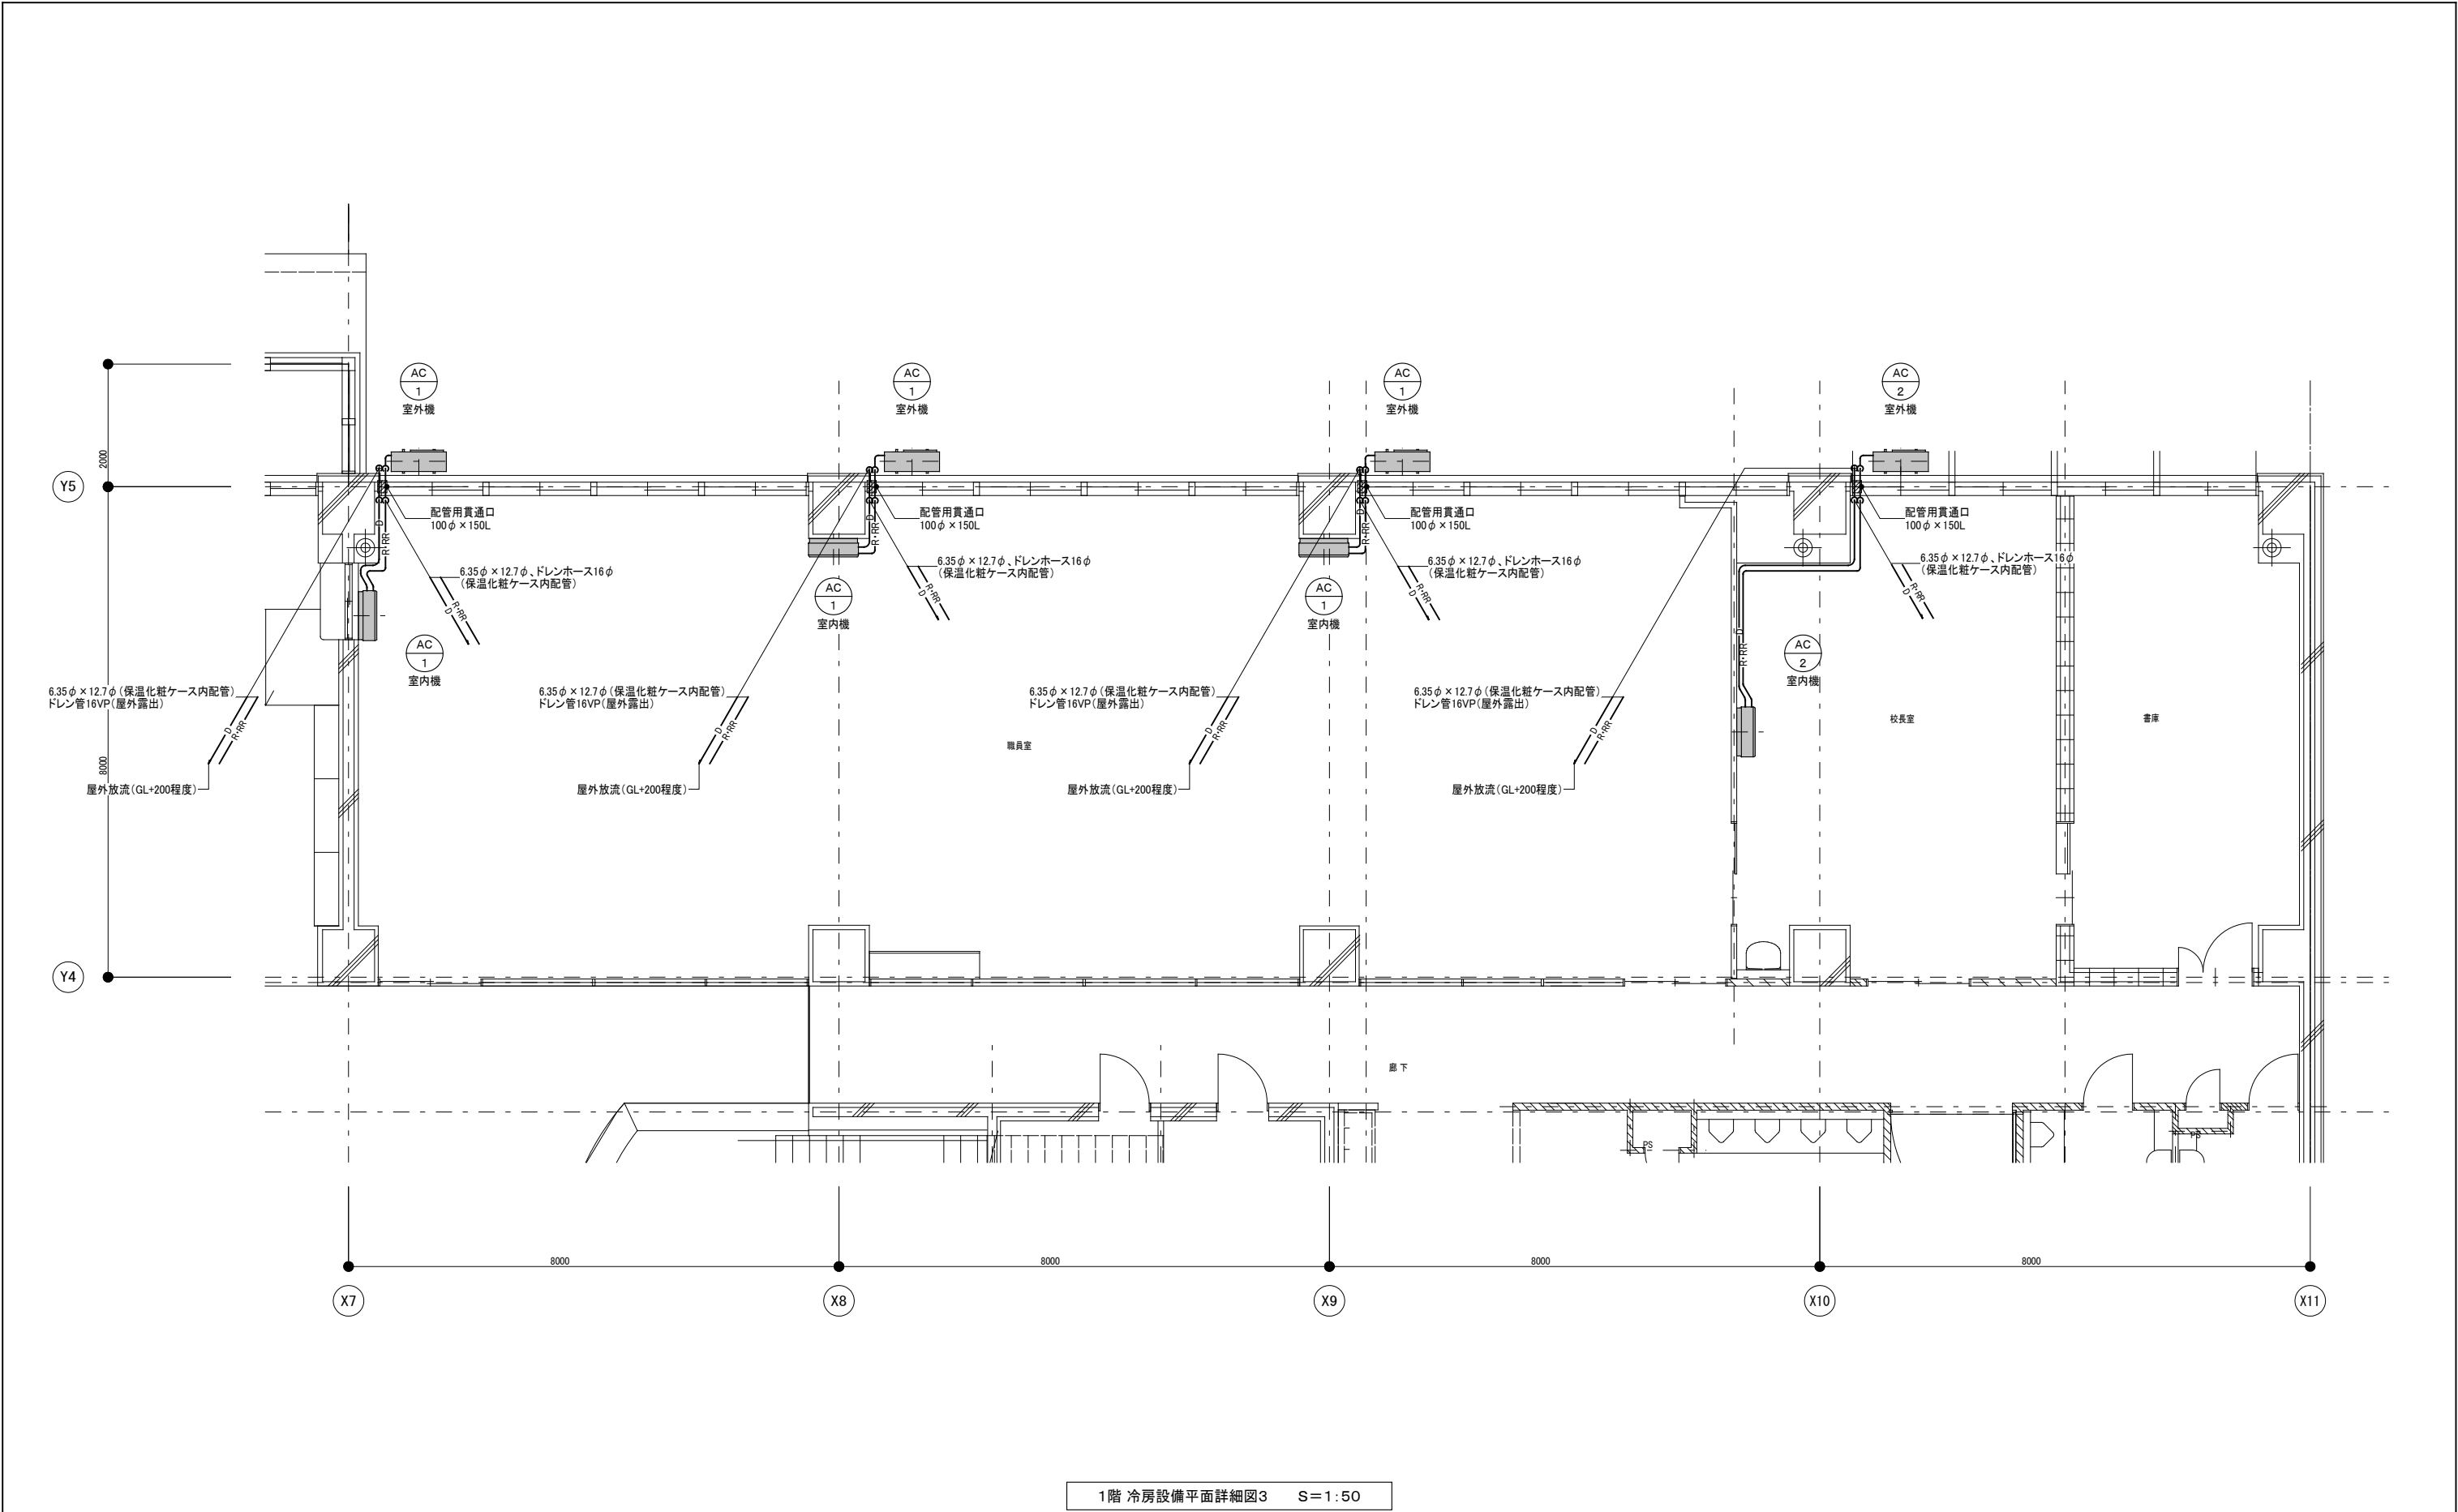 AC
1
室外機
AC
1
室外機
AC
1
室外機
AC
2
室外機
2000
Y5
配管用貫通口
100φ×150L
配管用貫通口
100φ×150L
配管用貫通口
100φ×150L
配管用貫通口
100φ×150L
D
R・RR
D
R・RR
D
R・RR
6.35φ×12.7φ、ドレンホース16φ
(保温化粧ケース内配管)
6.35φ×12.7φ、ドレンホース16φ
(保温化粧ケース内配管)
6.35φ×12.7φ、ドレンホース16φ
(保温化粧ケース内配管)
6.35φ×12.7φ、ドレンホース16φ
(保温化粧ケース内配管)
R・RR
D
R・RR
D
R・RR
D
R・RR
D
AC
1
室内機
AC
1
室内機
AC
1
室内機
AC
2
室内機
D
R・RR
6.35φ×12.7φ(保温化粧ケース内配管)
ドレン管16VP(屋外露出)
6.35φ×12.7φ(保温化粧ケース内配管)
ドレン管16VP(屋外露出)
6.35φ×12.7φ(保温化粧ケース内配管)
ドレン管16VP(屋外露出)
6.35φ×12.7φ(保温化粧ケース内配管)
ドレン管16VP(屋外露出)
D
R・RR
D
R・RR
D
R・RR
D
R・RR
職員室
校長室
書庫
8000
屋外放流(GL+200程度)
屋外放流(GL+200程度)
屋外放流(GL+200程度)
屋外放流(GL+200程度)
Y4
廊下
PS
PS
8000
8000
8000
8000
X7
X8
X9
X10
X11
1階 冷房設備平面詳細図3 S=1:50